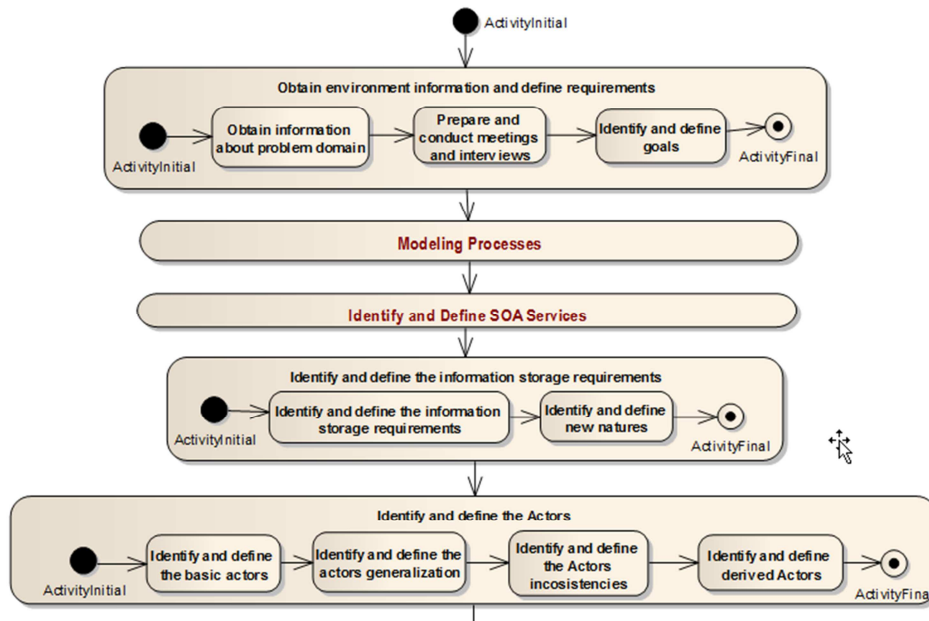 ActivityInitial
Obtain environment information and define requirements
ActivityInitial
Obtain information
about problem domain
Prepare and
conduct meetings
and interviews
Identify and define
goals
ActivityFinal
Modeling Processes
Identify and Define SOA Services
Identify and define the information storage requirements
ActivityInitial
Identify and define the information
storage requirements
Identify and define
new natures
ActivityFinal
Identify and define the Actors
ActivityInitial
Identify and define
the basic actors
Identify and define the
actors generalization
Identify and define
the Actors
incosistencies
Identify and define
derived Actors
ActivityFinal